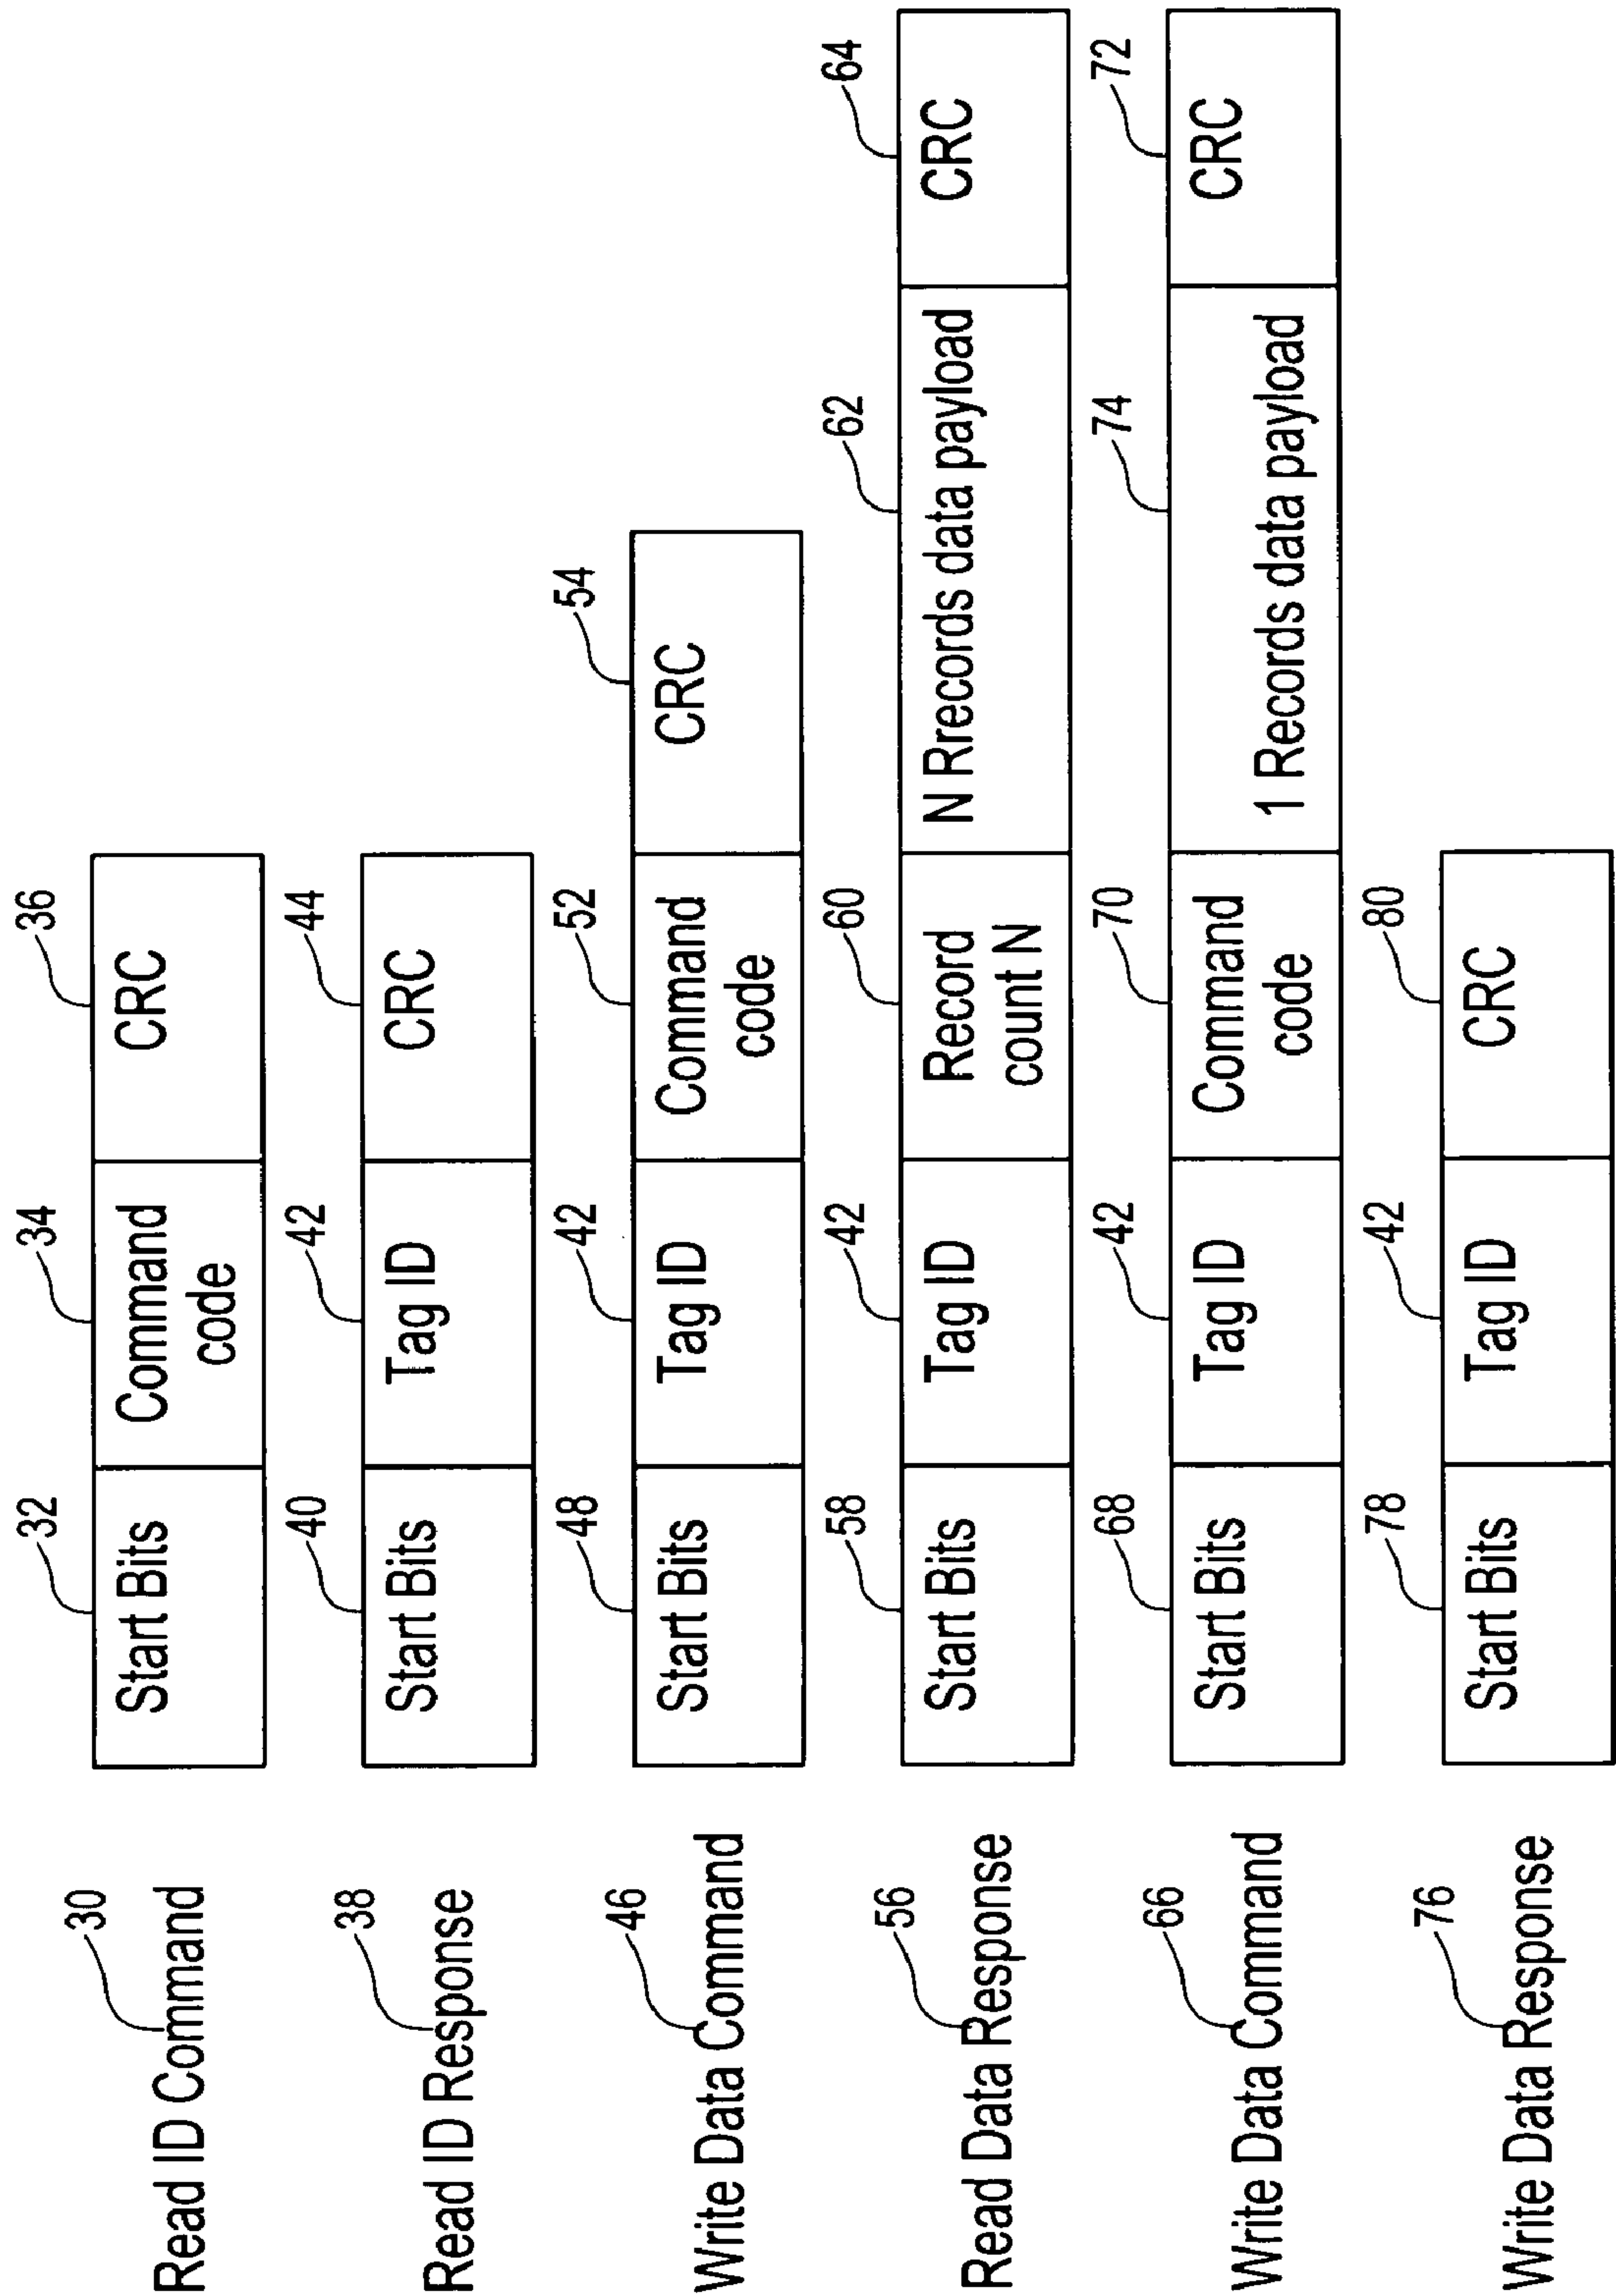 30
Read ID Command
32
Start Bits
34
Command
code
36
CRC
38
Read ID Response
40
Start Bits
42
Tag ID
44
CRC
46
Write Data Command
48
Start Bits
42
Tag ID
52
Command
code
54
CRC
56
Read Data Response
58
Start Bits
42
Tag ID
60
Record
count N
62
N Rrecords data payload
64
CRC
66
Write Data Command
68
Start Bits
42
Tag ID
70
Command
code
74
1 Records data payload
72
CRC
76
Write Data Response
78
Start Bits
42
Tag ID
80
CRC